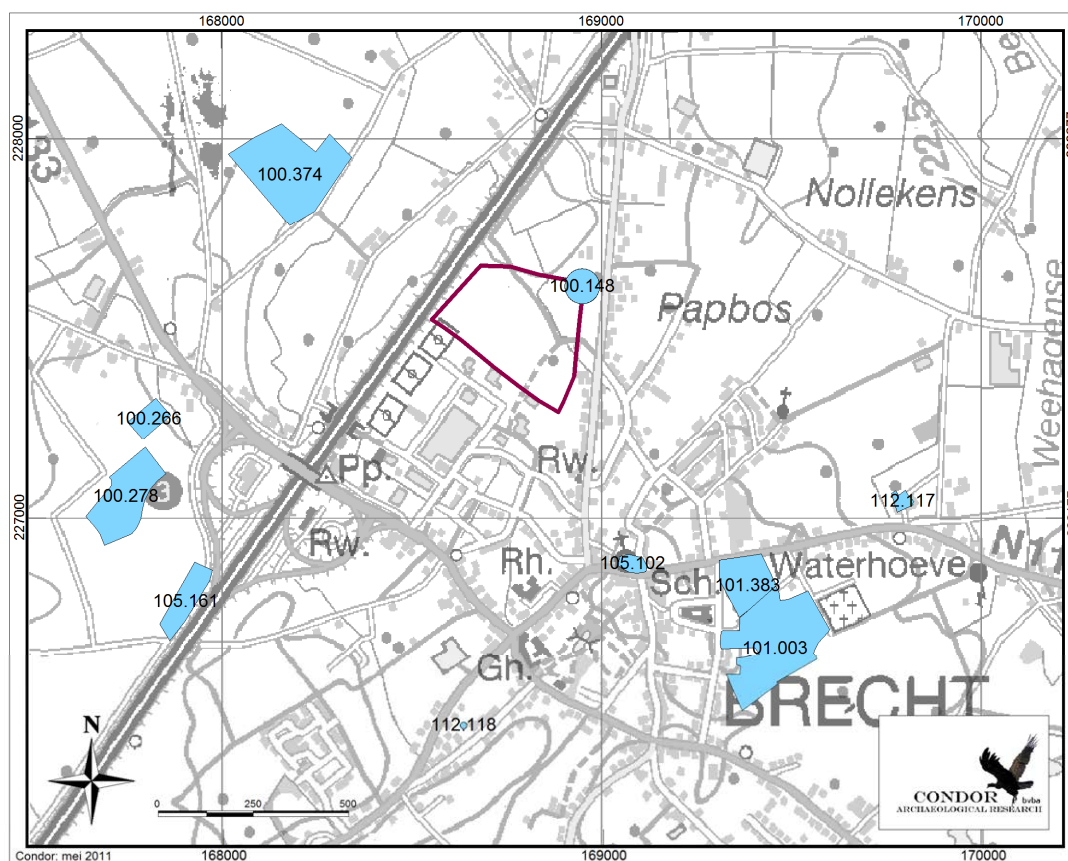 168000 169000 170000
Be
228000
22.5
100.374
Nollekens
100.148
Papbos
Weehagense
100.266
Rw.
Pp.
100.278
112.117
227000
N11
Rw.
Rh.
105.102
Waterhoeve
Sch.
101.383
105.161
101.003
Gh.
BRECHT
112.118
N
0 250 500
CONDOR bvba
ARCHAEOLOGICAL RESEARCH
Condor: mei 2011
168000 169000 170000